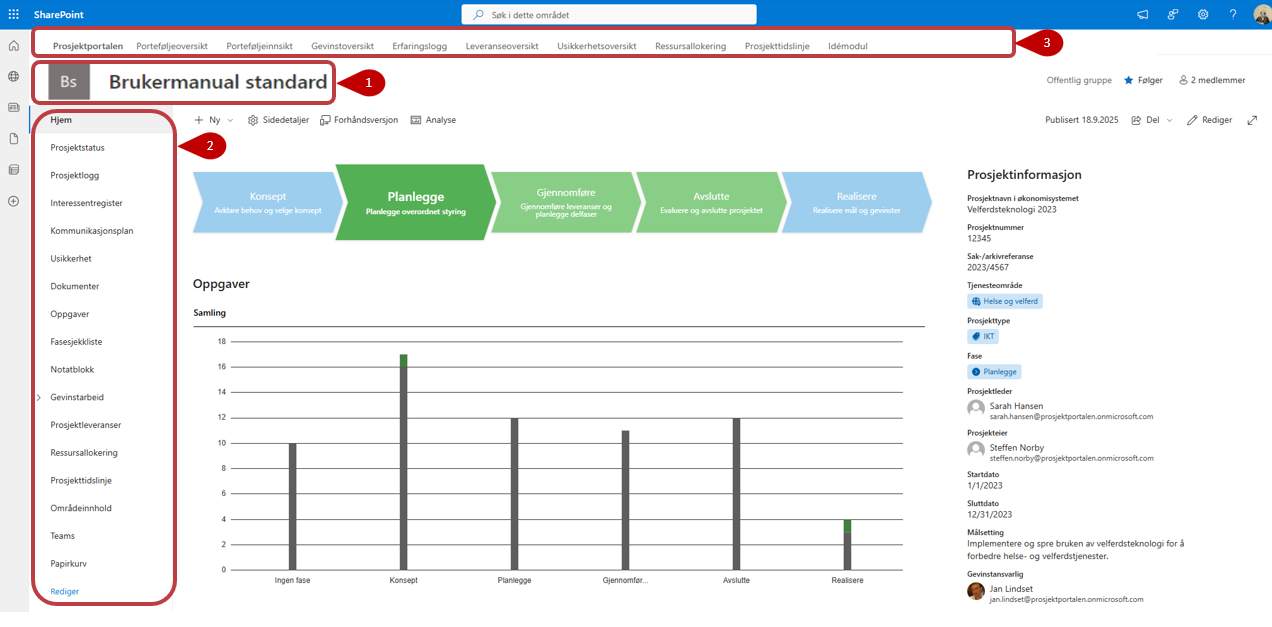 SharePoint
Søk i dette området
?
Prosjektportalen Porteføljeoversikt Porteføljeinnsikt Gevinstoversikt Erfaringslogg Leveranseoversikt Usikkerhetsoversikt Ressursallokering Prosjekttidslinje Idémodul
3
Bs Brukermanual standard
1
Offentlig gruppe Følger 2 medlemmer
Hjem
Prosjektstatus
Prosjektlogg
Interessentregister
Kommunikasjonsplan
Usikkerhet
Dokumenter
Oppgaver
Fasesjekkliste
Notatblokk
Gevinstarbeid
Prosjektleveranser
Ressursallokering
Prosjekttidslinje
Områdeinnhold
Teams
Papirkurv
Rediger
2
Ny Sidedetaljer Forhåndsversjon Analyse
Publisert 18.9.2025 Del Rediger
Konsept
Avklare behov og velge konsept
Planlegge
Planlegge overordnet styring
Gjennomføre
Gjennomføre leveranser og
planlegge delfaser
Avslutte
Evaluere og avslutte prosjektet
Realisere
Realisere mål og gevinster
Oppgaver
Samling
18
16
14
12
10
8
6
4
2
0
Ingen fase Konsept Planlegge Gjennomfør... Avslutte Realisere
Prosjektinformasjon
Prosjektnavn i økonomisystemet
Velferdsteknologi 2023
Prosjektnummer
12345
Sak-/arkivreferanse
2023/4567
Tjenesteområde
Helse og velferd
Prosjekttype
IKT
Fase
Planlegge
Prosjektleder
Sarah Hansen
sarah.hansen@prosjektportalen.onmicrosoft.com
Prosjekteier
Steffen Norby
steffen.norby@prosjektportalen.onmicrosoft.com
Startdato
1/1/2023
Sluttdato
12/31/2023
Målsetting
Implementere og spre bruken av velferdsteknologi for å
forbedre helse- og velferdstjenester.
Gevinstansvarlig
Jan Lindset
jan.lindset@prosjektportalen.onmicrosoft.com